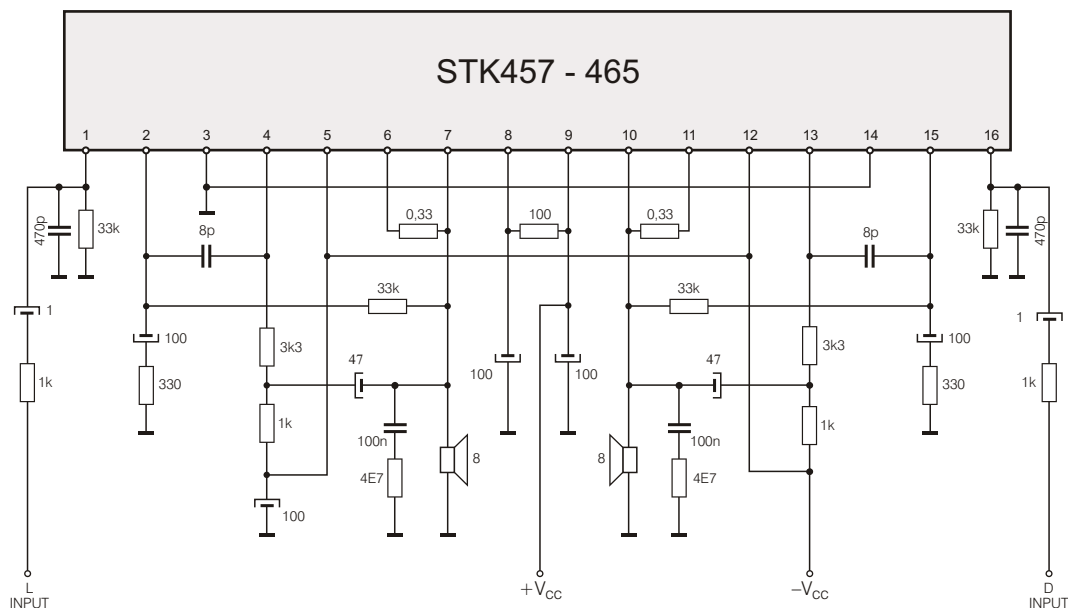 STK457 - 465
1 2 3 4 5 6 7 8 9 10 11 12 13 14 15 16
470p 33k 8p 0,33 100 0,33 8p 33k 470p
33k 33k
1 100 3k3 47 100 100 47 3k3 100 1
1k 330 1k 100n 8 8 100n 1k 330 1k
4E7 4E7
100
L
INPUT
+VCC
−VCC
D
INPUT